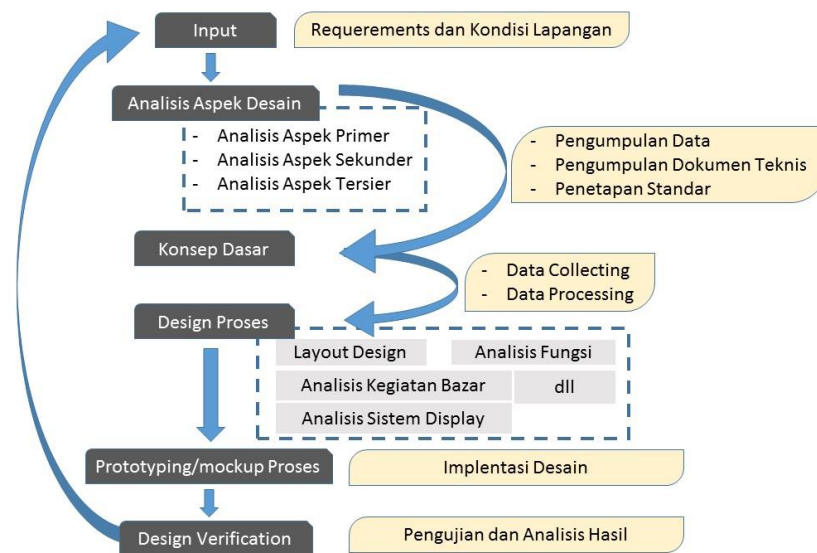 Input
Requerements dan Kondisi Lapangan
Analisis Aspek Desain
- Analisis Aspek Primer
- Analisis Aspek Sekunder
- Analisis Aspek Tersier
- Pengumpulan Data
- Pengumpulan Dokumen Teknis
- Penetapan Standar
Konsep Dasar
- Data Collecting
- Data Processing
Design Proses
Layout Design
Analisis Fungsi
Analisis Kegiatan Bazar
dll
Analisis Sistem Display
Prototyping/mockup Proses
Implentasi Desain
Design Verification
Pengujian dan Analisis Hasil